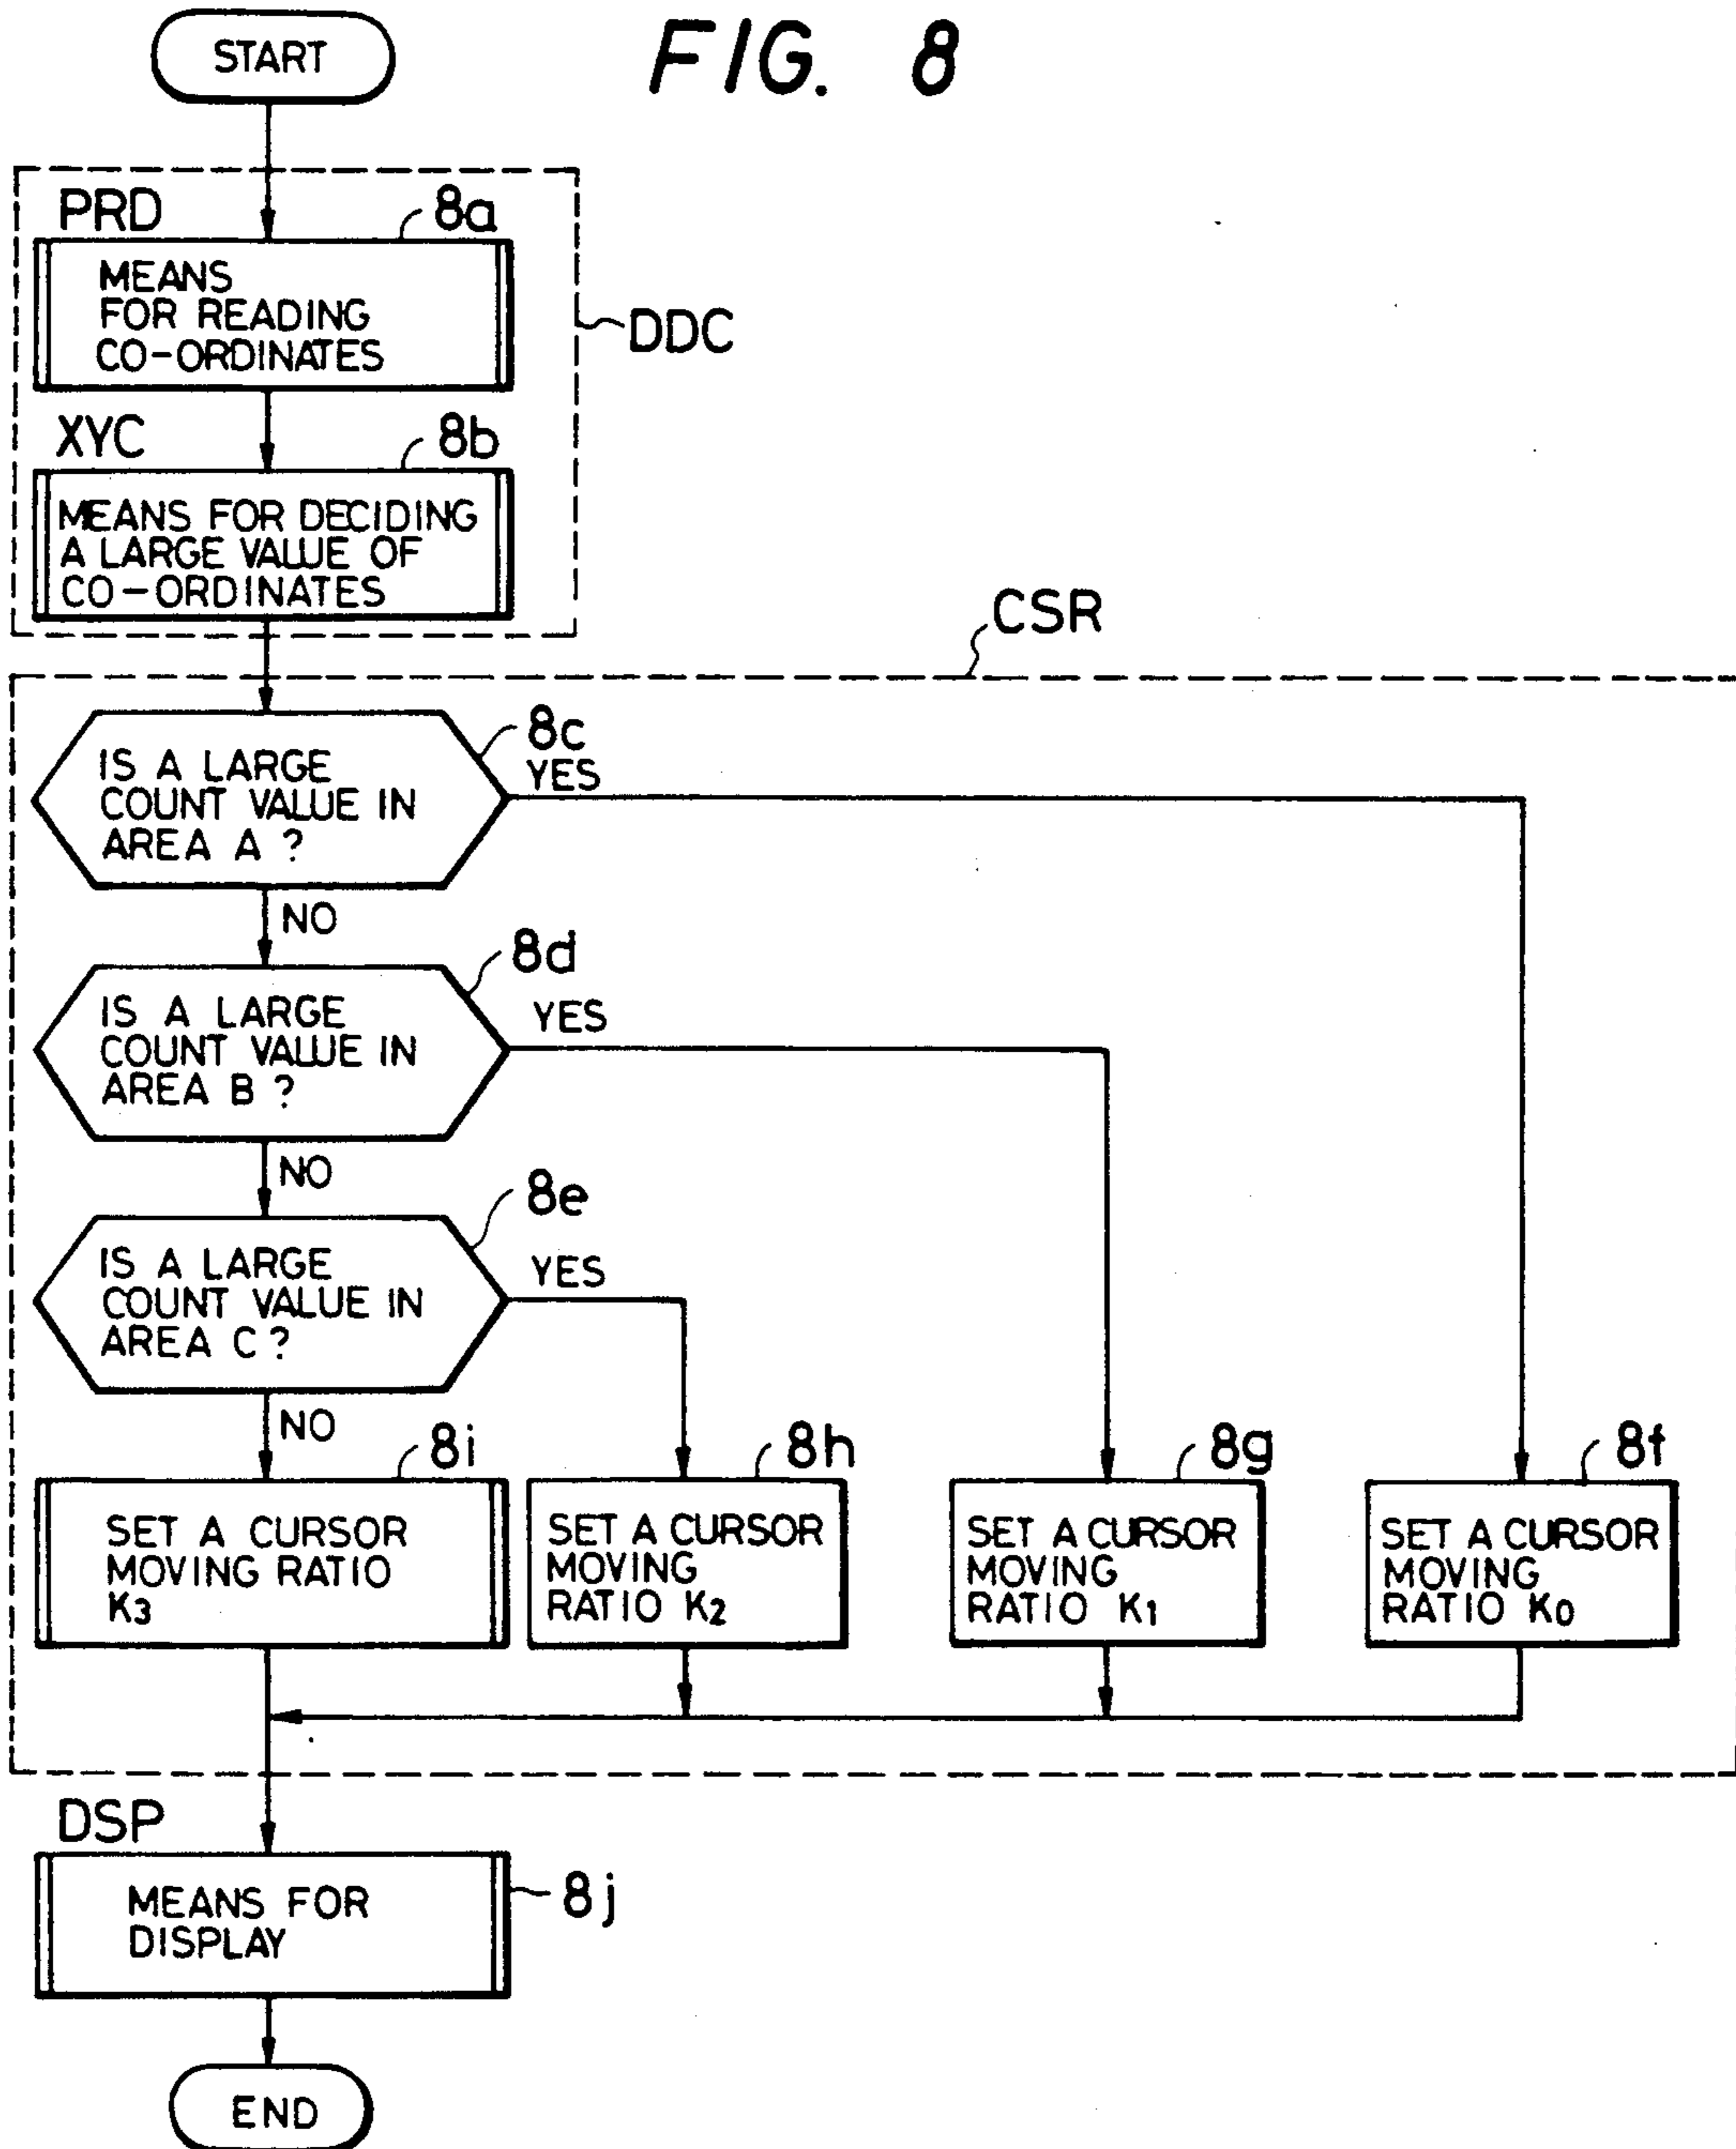 FIG. 8
START
PRD
8a
MEANS
FOR READING
CO-ORDINATES
DDC
XYC
8b
MEANS FOR DECIDING
A LARGE VALUE OF
CO-ORDINATES
CSR
8c
IS A LARGE
COUNT VALUE IN
AREA A ?
YES
NO
8d
IS A LARGE
COUNT VALUE IN
AREA B ?
YES
NO
8e
IS A LARGE
COUNT VALUE IN
AREA C ?
YES
NO
8i
SET A CURSOR
MOVING RATIO
K3
8h
SET A CURSOR
MOVING
RATIO K2
8g
SET A CURSOR
MOVING
RATIO K1
8f
SET A CURSOR
MOVING
RATIO K0
DSP
MEANS FOR
DISPLAY
8j
END